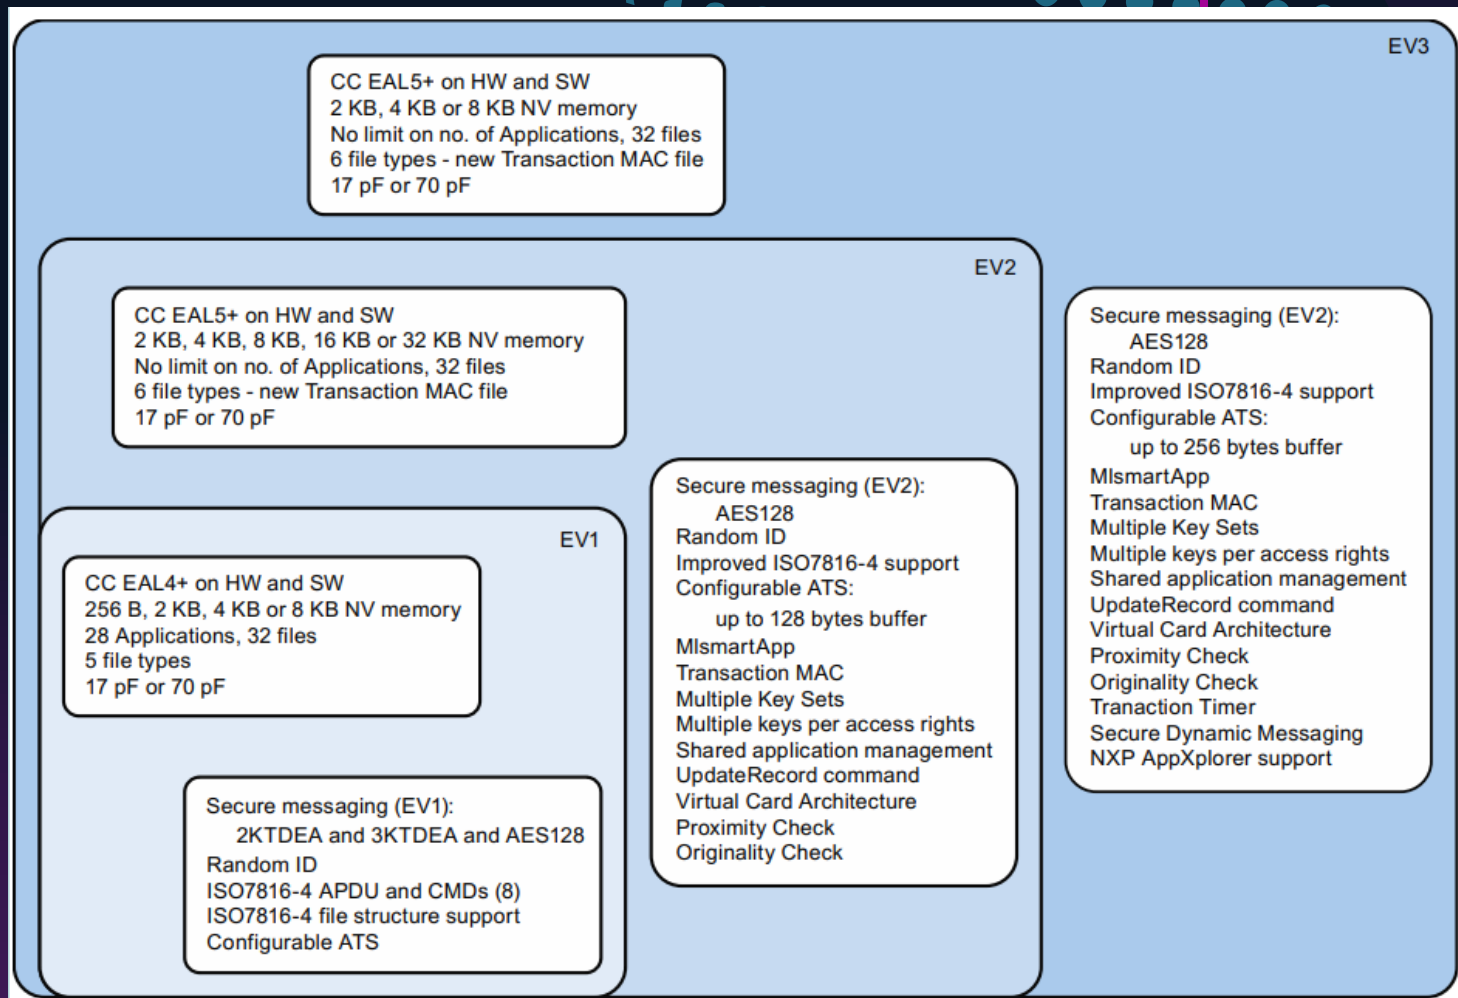 EV3
CC EAL5+ on HW and SW
2 KB, 4 KB or 8 KB NV memory
No limit on no. of Applications, 32 files
6 file types - new Transaction MAC file
17 pF or 70 pF
EV2
CC EAL5+ on HW and SW
2 KB, 4 KB, 8 KB, 16 KB or 32 KB NV memory
No limit on no. of Applications, 32 files
6 file types - new Transaction MAC file
17 pF or 70 pF
EV1
CC EAL4+ on HW and SW
256 B, 2 KB, 4 KB or 8 KB NV memory
28 Applications, 32 files
5 file types
17 pF or 70 pF
Secure messaging (EV1):
2KTDEA and 3KTDEA and AES128
Random ID
ISO7816-4 APDU and CMDs (8)
ISO7816-4 file structure support
Configurable ATS
Secure messaging (EV2):
AES128
Random ID
Improved ISO7816-4 support
Configurable ATS:
up to 128 bytes buffer
MIsmartApp
Transaction MAC
Multiple Key Sets
Multiple keys per access rights
Shared application management
UpdateRecord command
Virtual Card Architecture
Proximity Check
Originality Check
Secure messaging (EV2):
AES128
Random ID
Improved ISO7816-4 support
Configurable ATS:
up to 256 bytes buffer
MIsmartApp
Transaction MAC
Multiple Key Sets
Multiple keys per access rights
Shared application management
UpdateRecord command
Virtual Card Architecture
Proximity Check
Originality Check
Tranaction Timer
Secure Dynamic Messaging
NXP AppXplorer support